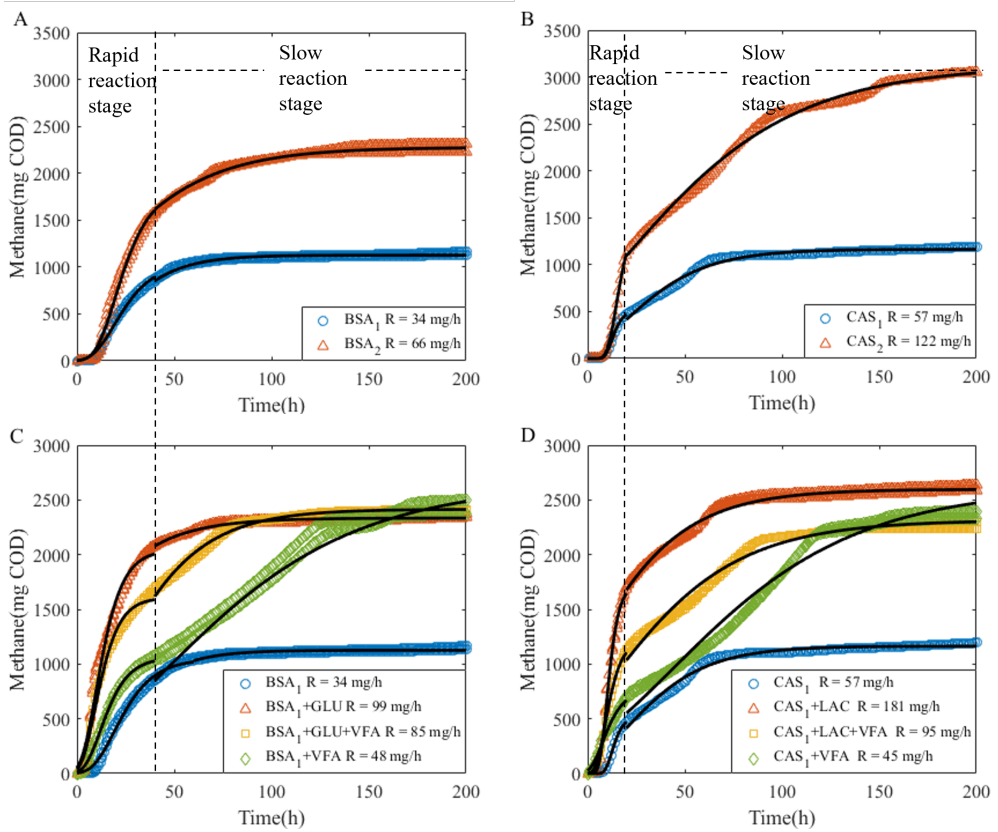 A
Rapid reaction stage
Slow reaction stage
3500
3000
2500
2000
1500
1000
500
0
Methane(mg COD)
0 50 100 150 200
Time(h)
BSA1 R = 34 mg/h
BSA2 R = 66 mg/h
B
Rapid reaction stage
Slow reaction stage
3500
3000
2500
2000
1500
1000
500
0
Methane(mg COD)
0 50 100 150 200
Time(h)
CAS1 R = 57 mg/h
CAS2 R = 122 mg/h
C
3000
2500
2000
1500
1000
500
0
Methane(mg COD)
0 50 100 150 200
Time(h)
BSA1 R = 34 mg/h
BSA1+GLU R = 99 mg/h
BSA1+GLU+VFA R = 85 mg/h
BSA1+VFA R = 48 mg/h
D
3000
2500
2000
1500
1000
500
0
Methane(mg COD)
0 50 100 150 200
Time(h)
CAS1 R = 57 mg/h
CAS1+LAC R = 181 mg/h
CAS1+LAC+VFA R = 95 mg/h
CAS1+VFA R = 45 mg/h